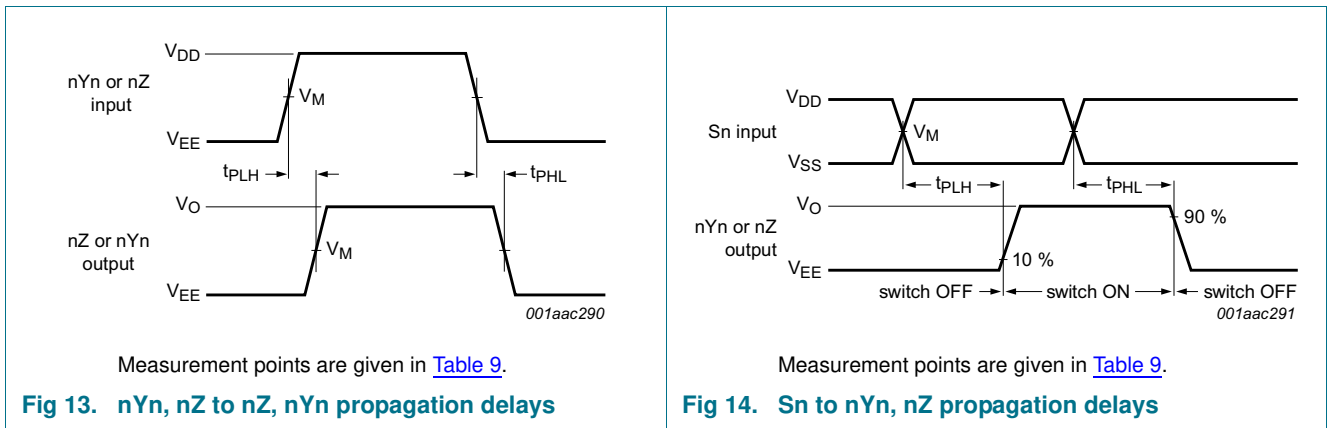 VDD
nYn or nZ
input
VM
VEE
tPLH
tPHL
VO
nZ or nYn
output
VM
VEE
001aac290
Measurement points are given in Table 9.
Fig 13. nYn, nZ to nZ, nYn propagation delays
VDD
Sn input
VM
VSS
tPLH
tPHL
VO
90 %
nYn or nZ
output
10 %
VEE
switch OFF
switch ON
switch OFF
001aac291
Measurement points are given in Table 9.
Fig 14. Sn to nYn, nZ propagation delays